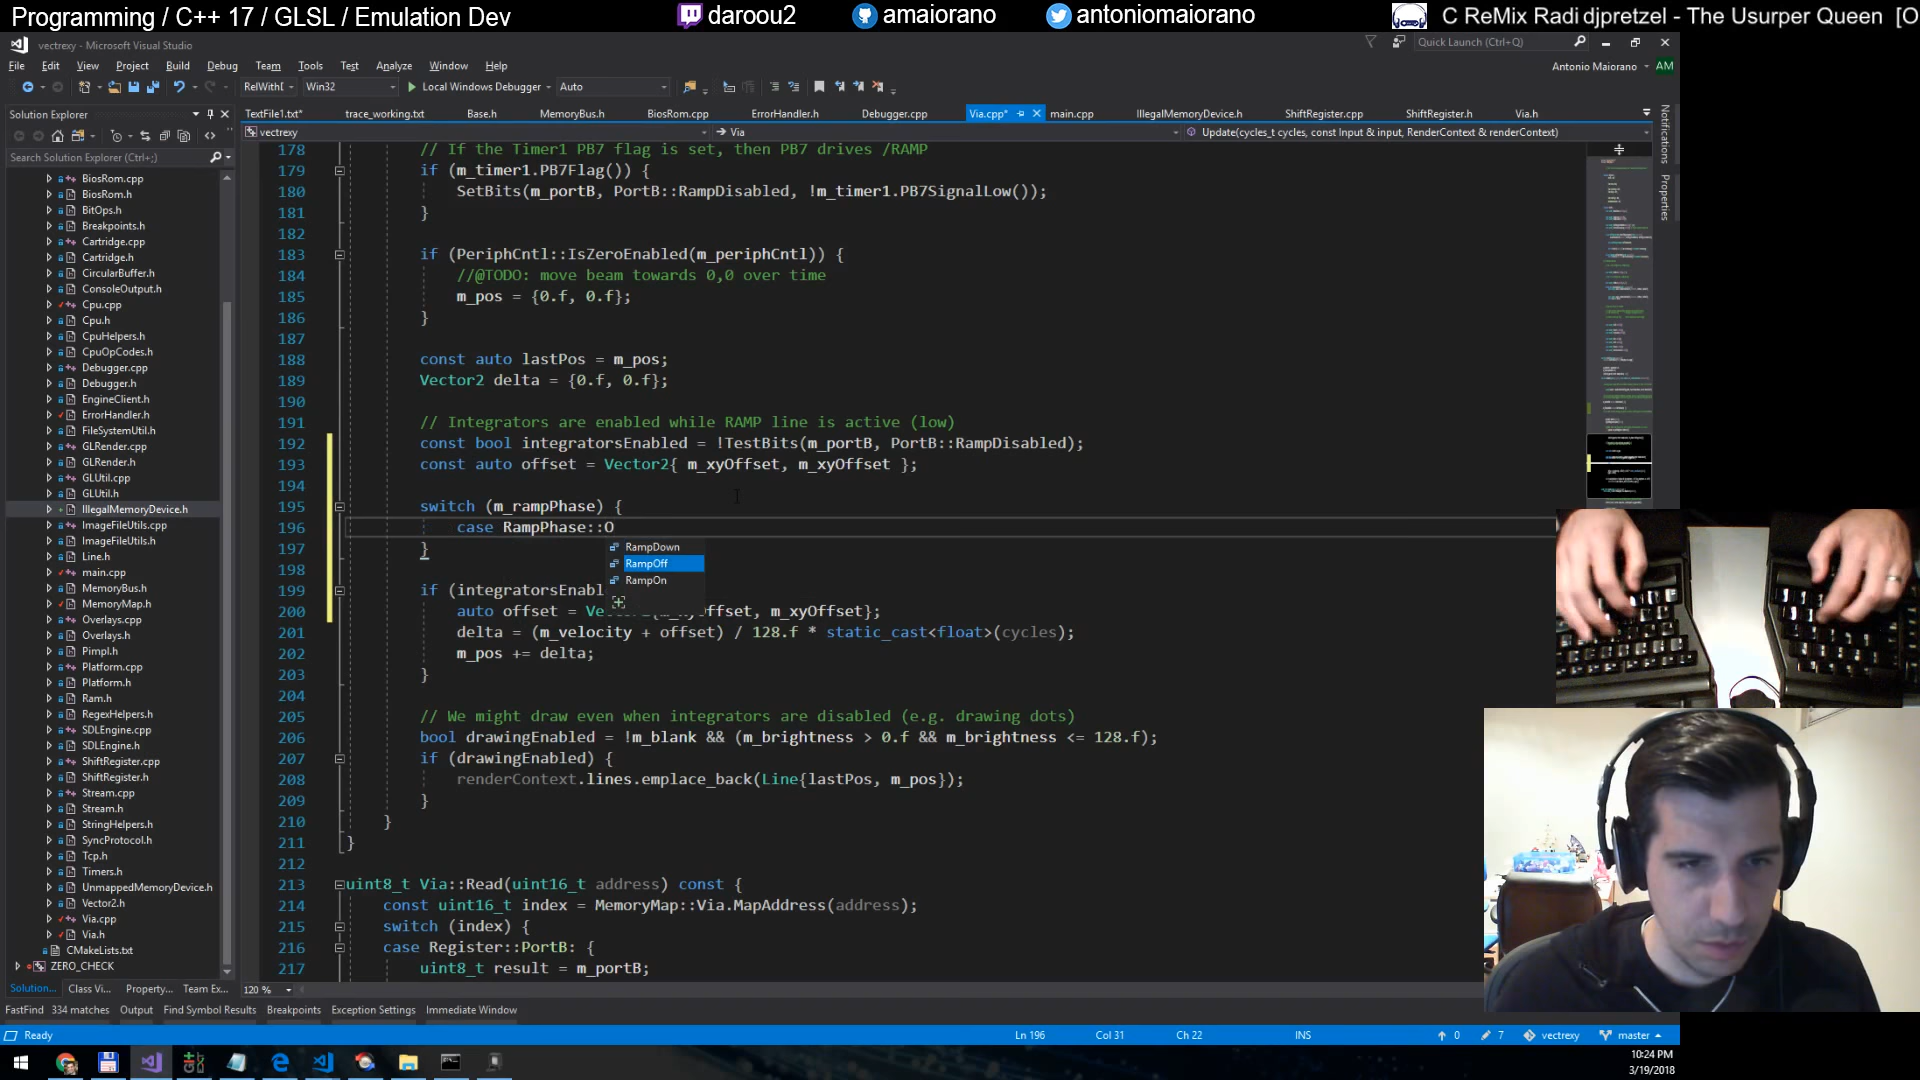 Programming / C++ 17 / GLSL / Emulation Dev
daroou2
amaiorano
antoniomaiorano
C ReMix Radi djpretzel - The Usurper Queen [O
vectrexy - Microsoft Visual Studio
Quick Launch (Ctrl+Q)
File Edit View Project Build Debug Team Tools Test Analyze Window Help
Antonio Maiorano AM
RelWithI Win32 Local Windows Debugger Auto
Solution Explorer
TextFile1.txt* trace_working.txt Base.h MemoryBus.h BiosRom.cpp ErrorHandler.h Debugger.cpp Via.cpp* main.cpp IllegalMemoryDevice.h ShiftRegister.cpp ShiftRegister.h Via.h
vectrexy Via Update(cycles_t cycles, const Input & input, RenderContext & renderContext)
Search Solution Explorer (Ctrl+;)
BiosRom.cpp
BiosRom.h
BitOps.h
Breakpoints.h
Cartridge.cpp
Cartridge.h
CircularBuffer.h
ConsoleOutput.h
Cpu.cpp
Cpu.h
CpuHelpers.h
CpuOpCodes.h
Debugger.cpp
Debugger.h
EngineClient.h
ErrorHandler.h
FileSystemUtil.h
GLRender.cpp
GLRender.h
GLUtil.cpp
GLUtil.h
IllegalMemoryDevice.h
ImageFileUtils.cpp
ImageFileUtils.h
Line.h
main.cpp
MemoryBus.h
MemoryMap.h
Overlays.cpp
Overlays.h
Pimpl.h
Platform.cpp
Platform.h
Ram.h
RegexHelpers.h
SDLEngine.cpp
SDLEngine.h
ShiftRegister.cpp
ShiftRegister.h
Stream.cpp
Stream.h
StringHelpers.h
SyncProtocol.h
Tcp.h
Timers.h
UnmappedMemoryDevice.h
Vector2.h
Via.cpp
Via.h
CMakeLists.txt
ZERO_CHECK
Solution... Class Vi... Property... Team Ex...
178 // If the Timer1 PB7 flag is set, then PB7 drives /RAMP
179 if (m_timer1.PB7Flag()) {
180 SetBits(m_portB, PortB::RampDisabled, !m_timer1.PB7SignalLow());
181 }
182
183 if (PeriphCntl::IsZeroEnabled(m_periphCntl)) {
184 //@TODO: move beam towards 0,0 over time
185 m_pos = {0.f, 0.f};
186 }
187
188 const auto lastPos = m_pos;
189 Vector2 delta = {0.f, 0.f};
190
191 // Integrators are enabled while RAMP line is active (low)
192 const bool integratorsEnabled = !TestBits(m_portB, PortB::RampDisabled);
193 const auto offset = Vector2{ m_xyOffset, m_xyOffset };
194
195 switch (m_rampPhase) {
196 case RampPhase::O
197 }
RampDown
RampOff
RampOn
198
199 if (integratorsEnabl
200 auto offset = Ve offset, m_xyOffset};
201 delta = (m_velocity + offset) / 128.f * static_cast<float>(cycles);
202 m_pos += delta;
203 }
204
205 // We might draw even when integrators are disabled (e.g. drawing dots)
206 bool drawingEnabled = !m_blank && (m_brightness > 0.f && m_brightness <= 128.f);
207 if (drawingEnabled) {
208 renderContext.lines.emplace_back(Line{lastPos, m_pos});
209 }
210 }
211 }
212
213 uint8_t Via::Read(uint16_t address) const {
214 const uint16_t index = MemoryMap::Via.MapAddress(address);
215 switch (index) {
216 case Register::PortB: {
217 uint8_t result = m_portB;
120 %
Notifications
Properties
FastFind 334 matches Output Find Symbol Results Breakpoints Exception Settings Immediate Window
Ready Ln 196 Col 31 Ch 22 INS 0 7 vectrexy master
10:24 PM
3/19/2018